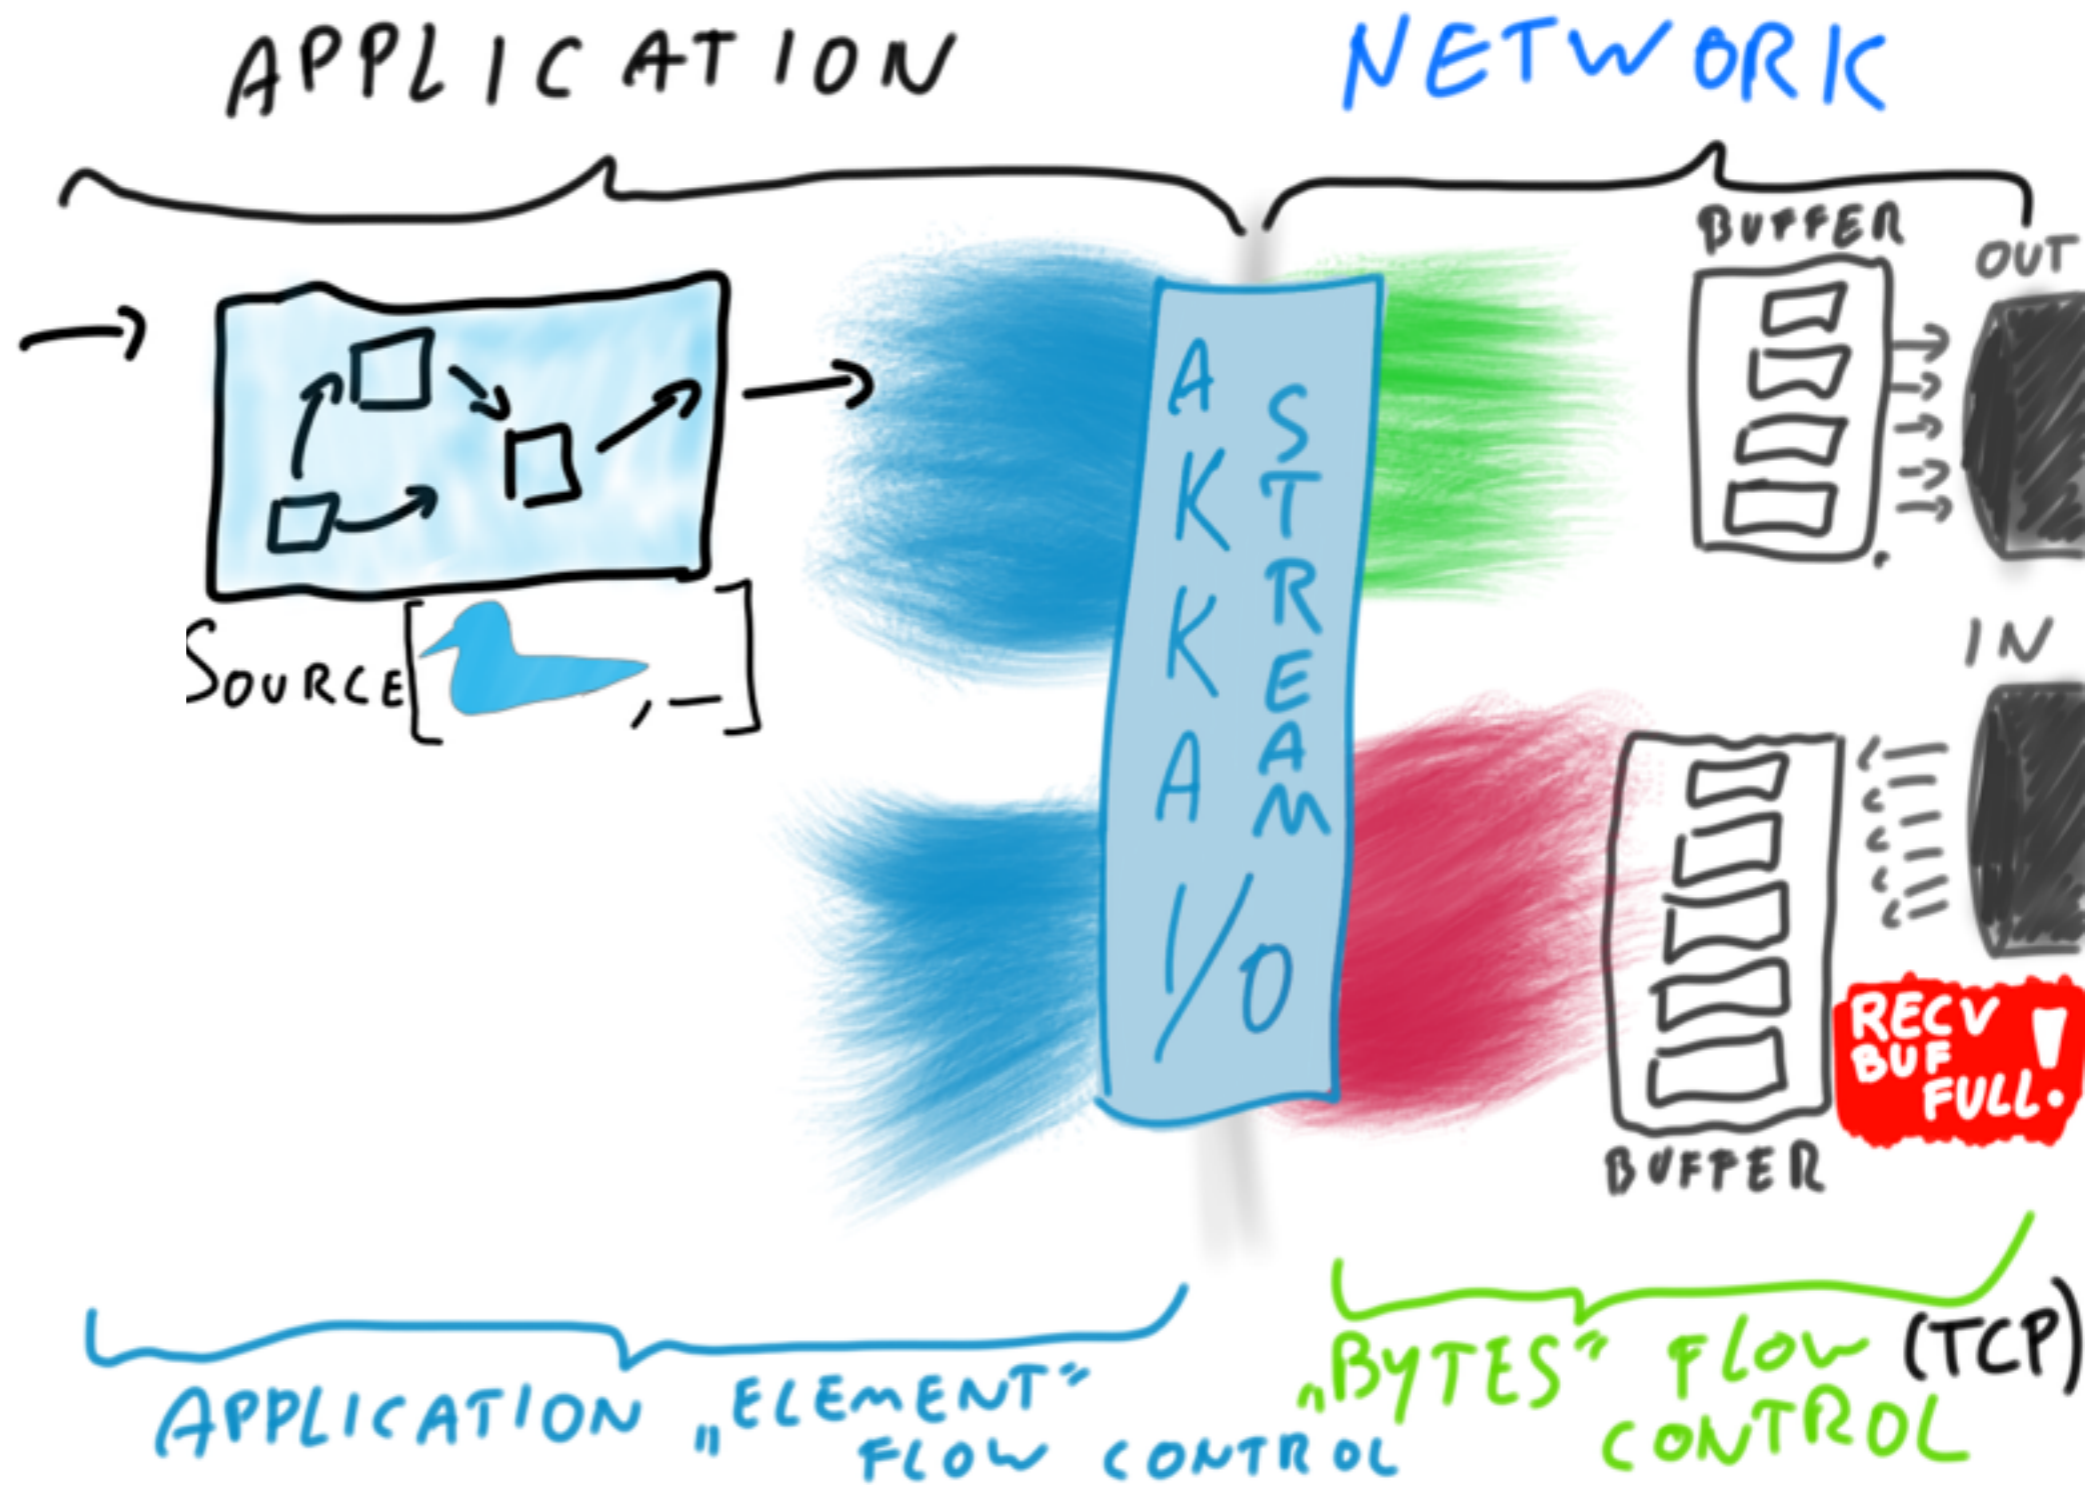 APPLICATION
NETWORK
BUFFER
OUT
AKKA
STREAM
I/O
SOURCE[ , _]
IN
RECV
BUF
FULL!
BUFFER
APPLICATION „ELEMENT”
FLOW CONTROL
„BYTES” FLOW (TCP)
CONTROL